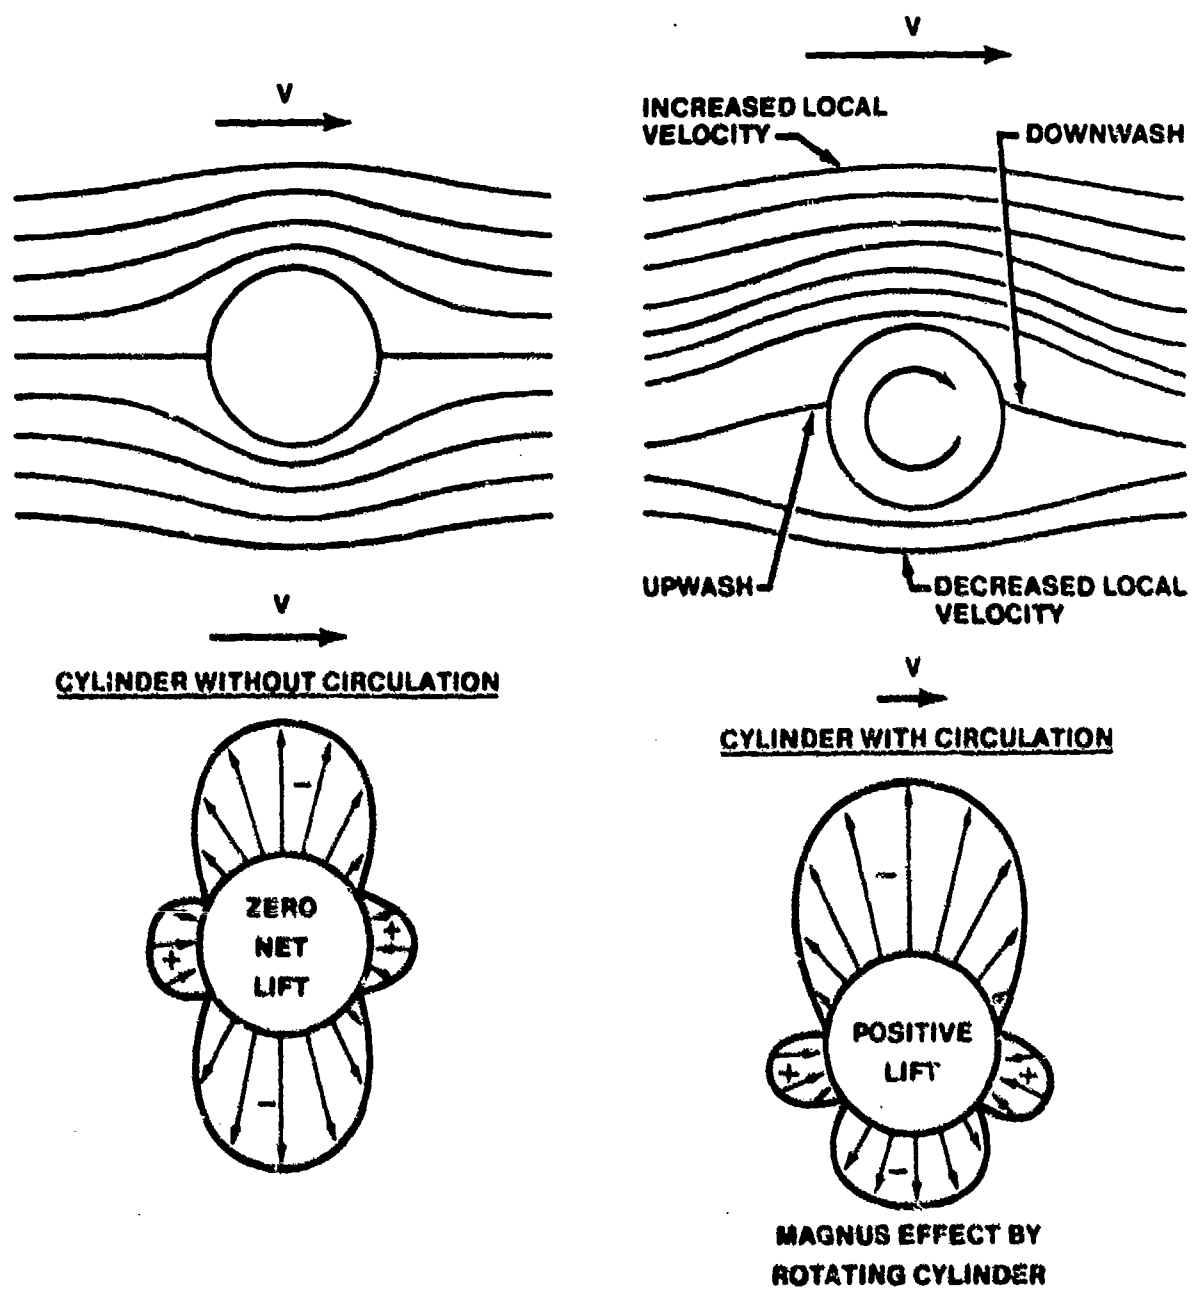 V
V
INCREASED LOCAL
VELOCITY
DOWNWASH
UPWASH
DECREASED LOCAL
VELOCITY
V
CYLINDER WITHOUT CIRCULATION
V
CYLINDER WITH CIRCULATION
−
ZERO
NET
LIFT
+
+
−
−
POSITIVE
LIFT
+
+
−
MAGNUS EFFECT BY
ROTATING CYLINDER